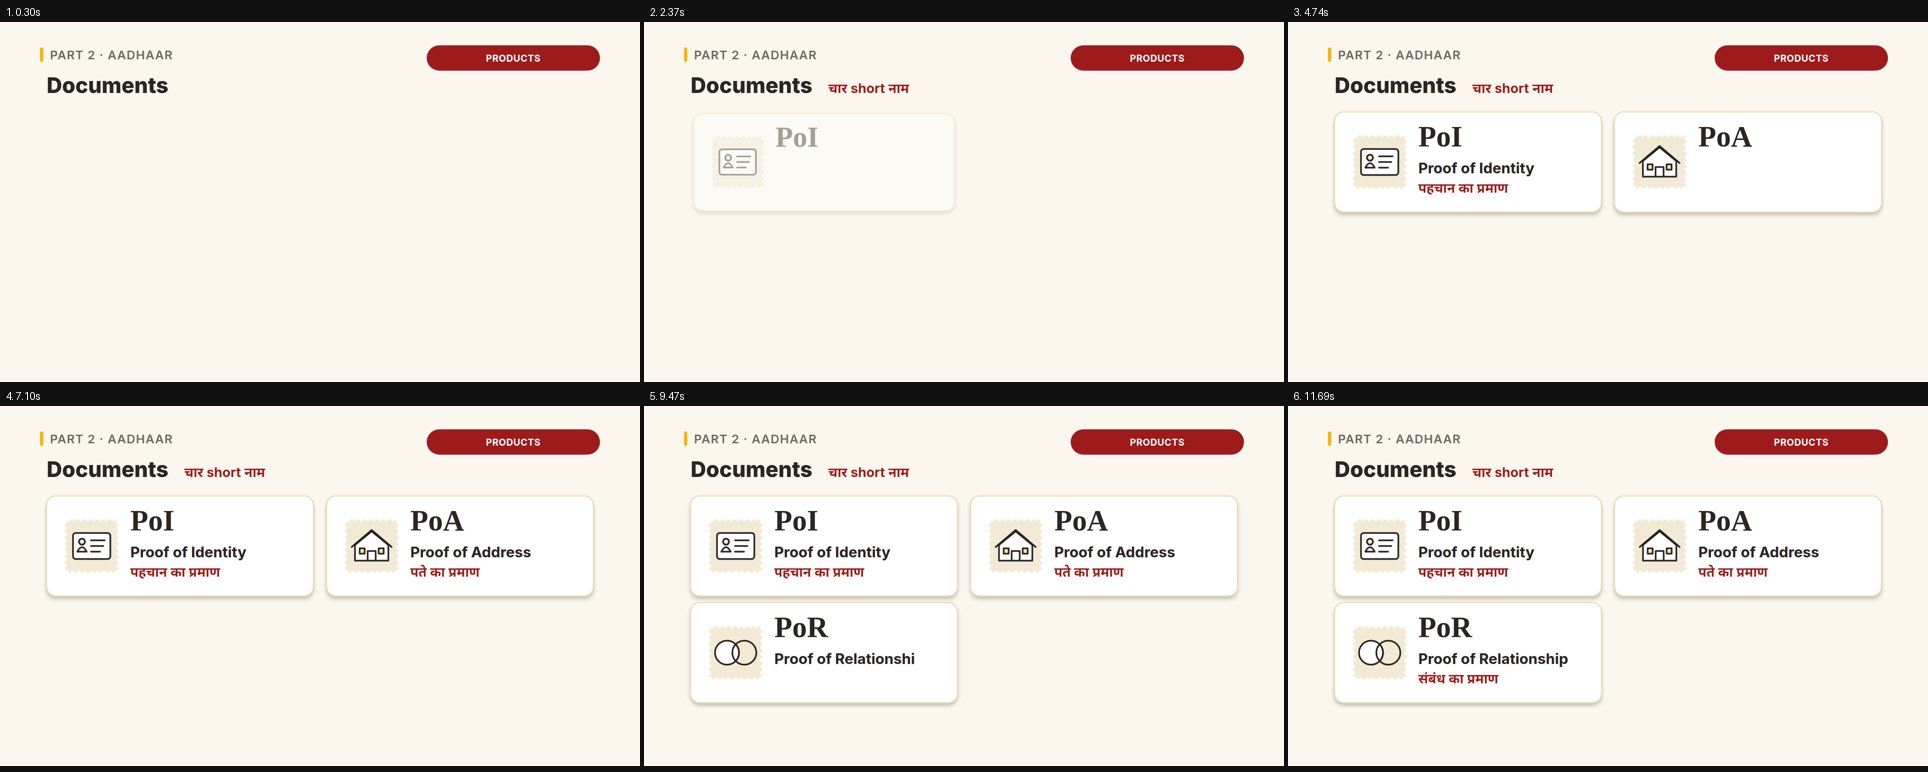 1. 0.30s
PART 2 · AADHAAR
PRODUCTS
Documents
2. 2.37s
PART 2 · AADHAAR
PRODUCTS
Documents चार short नाम
PoI
3. 4.74s
PART 2 · AADHAAR
PRODUCTS
Documents चार short नाम
PoI
Proof of Identity
पहचान का प्रमाण
PoA
4. 7.10s
PART 2 · AADHAAR
PRODUCTS
Documents चार short नाम
PoI
Proof of Identity
पहचान का प्रमाण
PoA
Proof of Address
पते का प्रमाण
5. 9.47s
PART 2 · AADHAAR
PRODUCTS
Documents चार short नाम
PoI
Proof of Identity
पहचान का प्रमाण
PoA
Proof of Address
पते का प्रमाण
PoR
Proof of Relationshi
6. 11.69s
PART 2 · AADHAAR
PRODUCTS
Documents चार short नाम
PoI
Proof of Identity
पहचान का प्रमाण
PoA
Proof of Address
पते का प्रमाण
PoR
Proof of Relationship
संबंध का प्रमाण